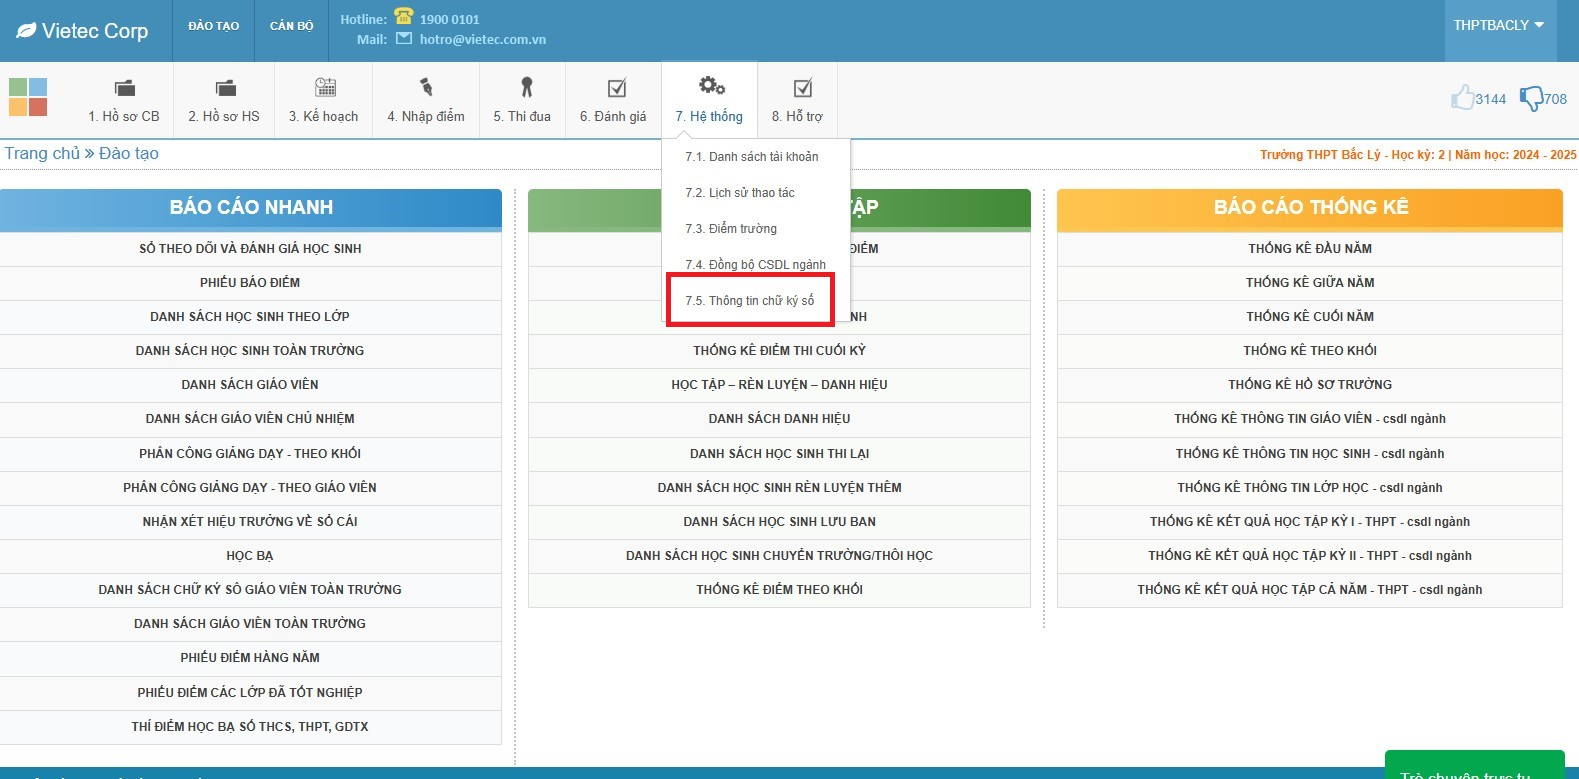 Vietec Corp
ĐÀO TẠO
CÁN BỘ
Hotline: 1900 0101
Mail: hotro@vietec.com.vn
THPTBACLY
1. Hồ sơ CB
2. Hồ sơ HS
3. Kế hoạch
4. Nhập điểm
5. Thi đua
6. Đánh giá
7. Hệ thống
8. Hỗ trợ
3144
708
Trang chủ » Đào tạo
Trường THPT Bắc Lý - Học kỳ: 2 | Năm học: 2024 - 2025
7.1. Danh sách tài khoản
7.2. Lịch sử thao tác
7.3. Điểm trường
7.4. Đồng bộ CSDL ngành
7.5. Thông tin chữ ký số
BÁO CÁO NHANH
SỔ THEO DÕI VÀ ĐÁNH GIÁ HỌC SINH
PHIẾU BÁO ĐIỂM
DANH SÁCH HỌC SINH THEO LỚP
DANH SÁCH HỌC SINH TOÀN TRƯỜNG
DANH SÁCH GIÁO VIÊN
DANH SÁCH GIÁO VIÊN CHỦ NHIỆM
PHÂN CÔNG GIẢNG DẠY - THEO KHỐI
PHÂN CÔNG GIẢNG DẠY - THEO GIÁO VIÊN
NHẬN XÉT HIỆU TRƯỞNG VỀ SỔ CÁI
HỌC BẠ
DANH SÁCH CHỮ KÝ SỐ GIÁO VIÊN TOÀN TRƯỜNG
DANH SÁCH GIÁO VIÊN TOÀN TRƯỜNG
PHIẾU ĐIỂM HÀNG NĂM
PHIẾU ĐIỂM CÁC LỚP ĐÃ TỐT NGHIỆP
THÍ ĐIỂM HỌC BẠ SỐ THCS, THPT, GDTX
TẬP
ĐIỂM
NH
THỐNG KÊ ĐIỂM THI CUỐI KỲ
HỌC TẬP – RÈN LUYỆN – DANH HIỆU
DANH SÁCH DANH HIỆU
DANH SÁCH HỌC SINH THI LẠI
DANH SÁCH HỌC SINH RÈN LUYỆN THÊM
DANH SÁCH HỌC SINH LƯU BAN
DANH SÁCH HỌC SINH CHUYỂN TRƯỜNG/THÔI HỌC
THỐNG KÊ ĐIỂM THEO KHỐI
BÁO CÁO THỐNG KÊ
THỐNG KÊ ĐẦU NĂM
THỐNG KÊ GIỮA NĂM
THỐNG KÊ CUỐI NĂM
THỐNG KÊ THEO KHỐI
THỐNG KÊ HỒ SƠ TRƯỜNG
THỐNG KÊ THÔNG TIN GIÁO VIÊN - csdl ngành
THỐNG KÊ THÔNG TIN HỌC SINH - csdl ngành
THỐNG KÊ THÔNG TIN LỚP HỌC - csdl ngành
THỐNG KÊ KẾT QUẢ HỌC TẬP KỲ I - THPT - csdl ngành
THỐNG KÊ KẾT QUẢ HỌC TẬP KỲ II - THPT - csdl ngành
THỐNG KÊ KẾT QUẢ HỌC TẬP CẢ NĂM - THPT - csdl ngành
Trò chuyện trực tu